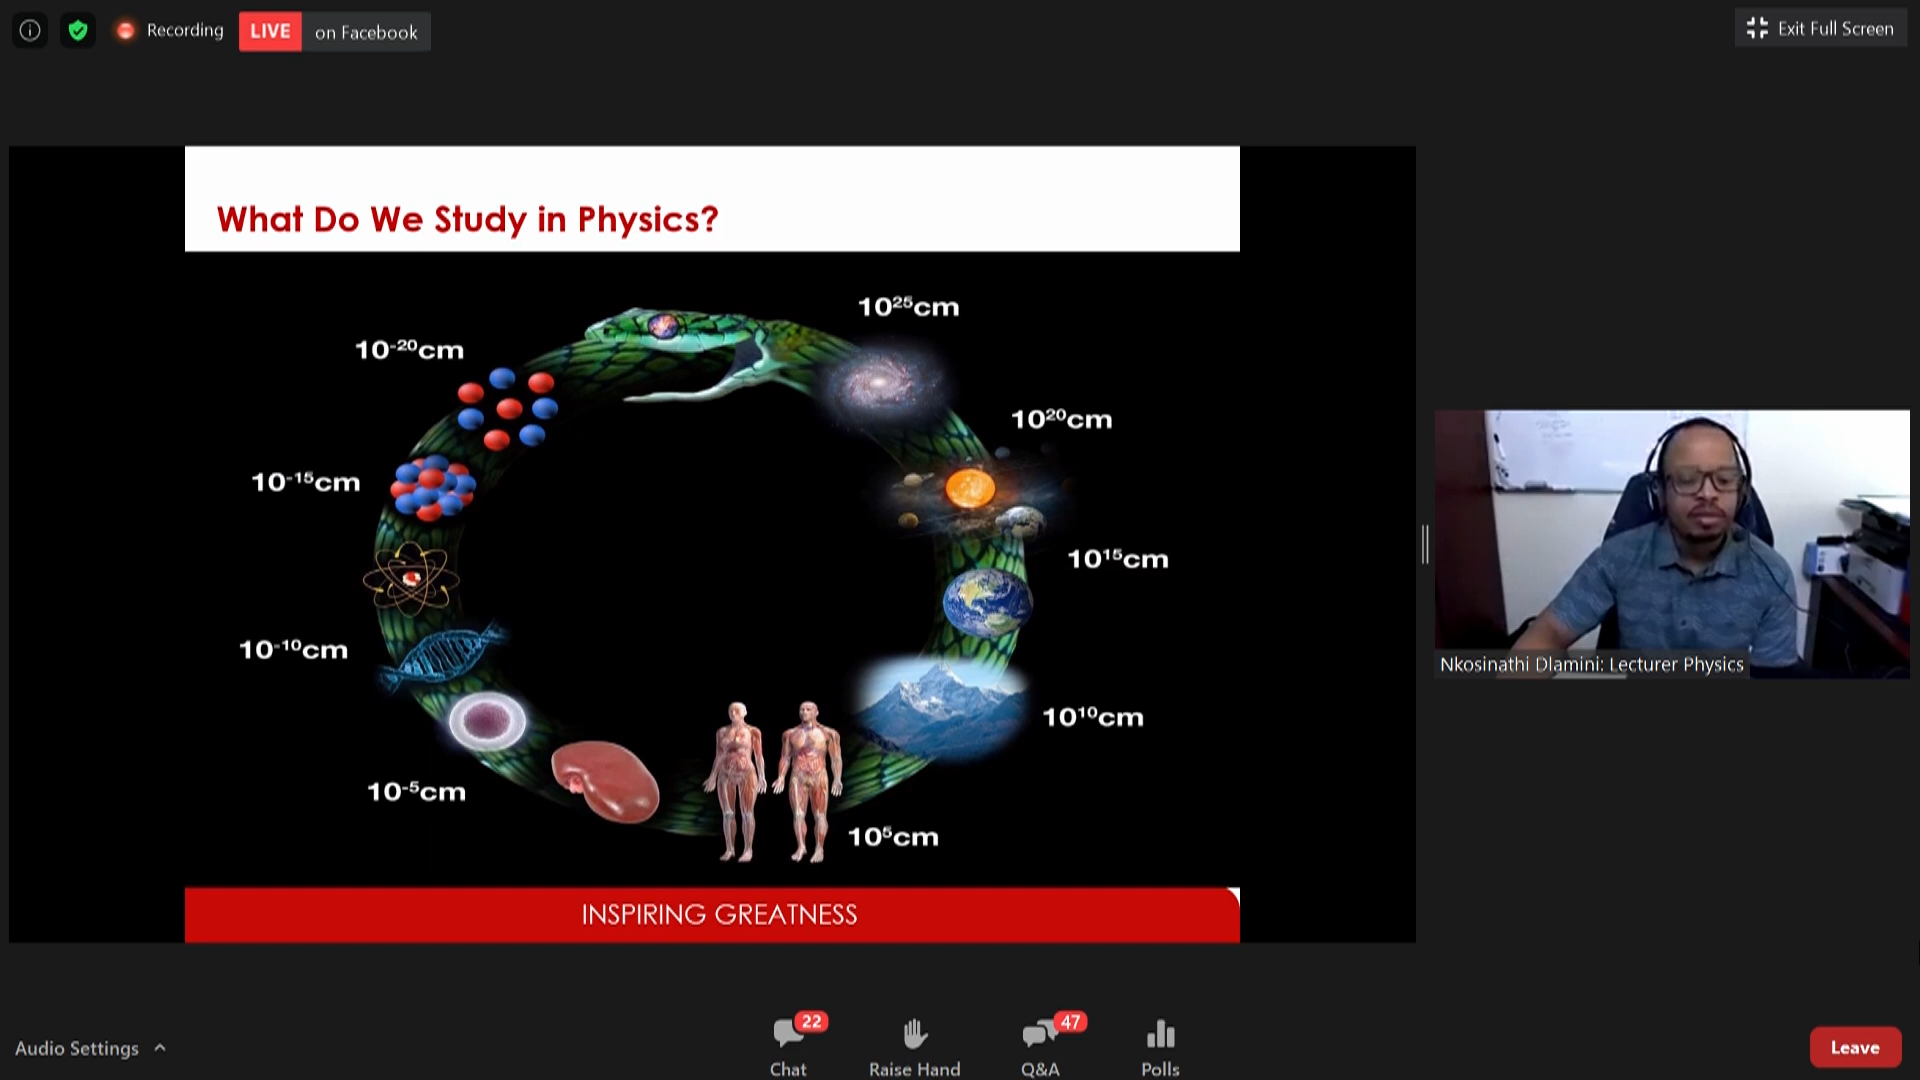 Recording
LIVE on Facebook
Exit Full Screen
What Do We Study in Physics?
10²⁵cm
10⁻²⁰cm
10²⁰cm
10⁻¹⁵cm
10¹⁵cm
10⁻¹⁰cm
10¹⁰cm
10⁻⁵cm
10⁵cm
INSPIRING GREATNESS
Nkosinathi Dlamini: Lecturer Physics
Audio Settings
22
Chat
Raise Hand
47
Q&A
Polls
Leave